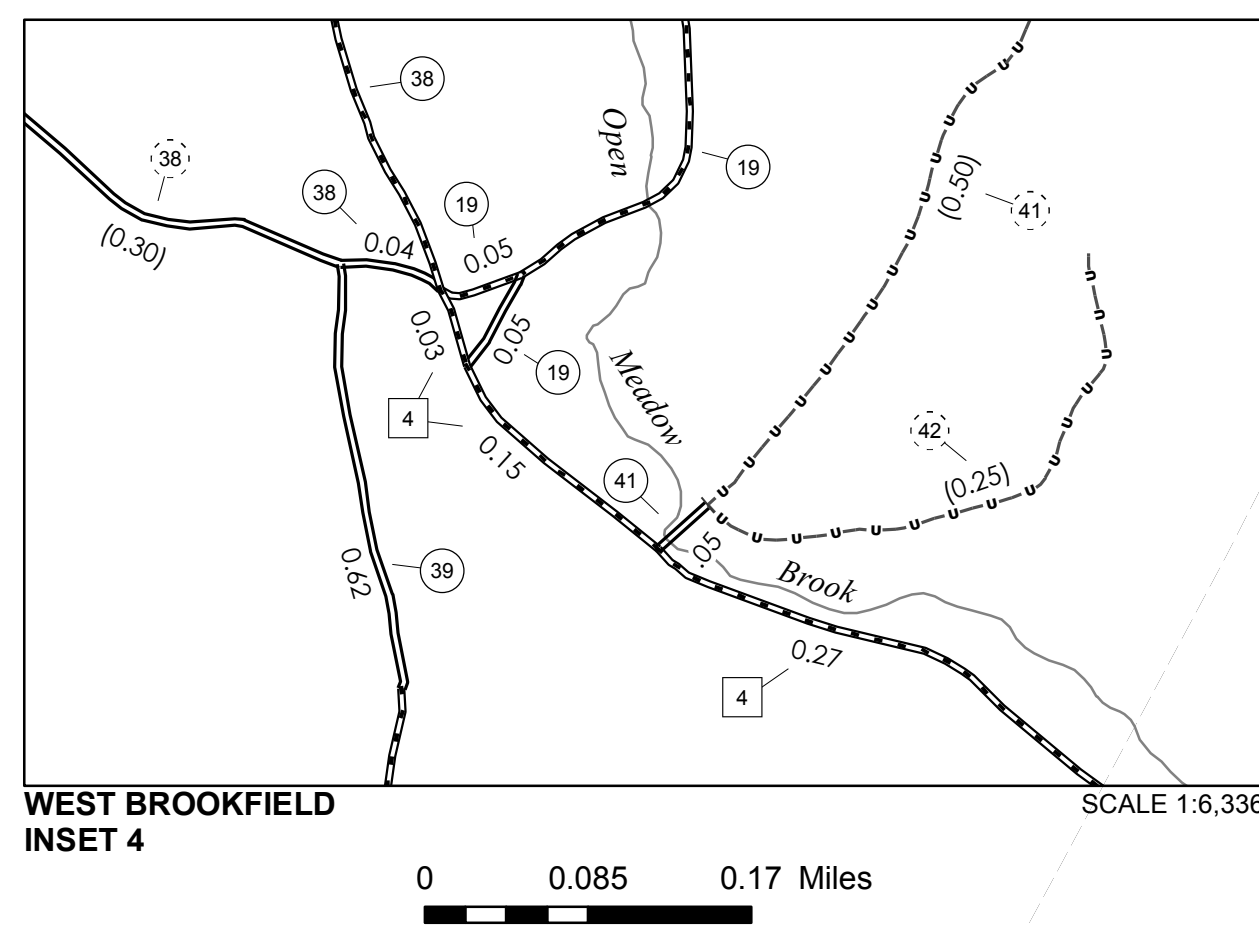 38
38
Open
19
38
(0.50)
41
19
(0.30)
0.04
0.05
0.03
0.05
19
Meadow
4
42
0.15
41
(0.25)
.05
0.62
39
Brook
0.27
4
WEST BROOKFIELD
INSET 4
SCALE 1:6,336
0
0.085
0.17 Miles
U U U U U U U U U U U U U U U U
U U U U U U U U U U U U U U U